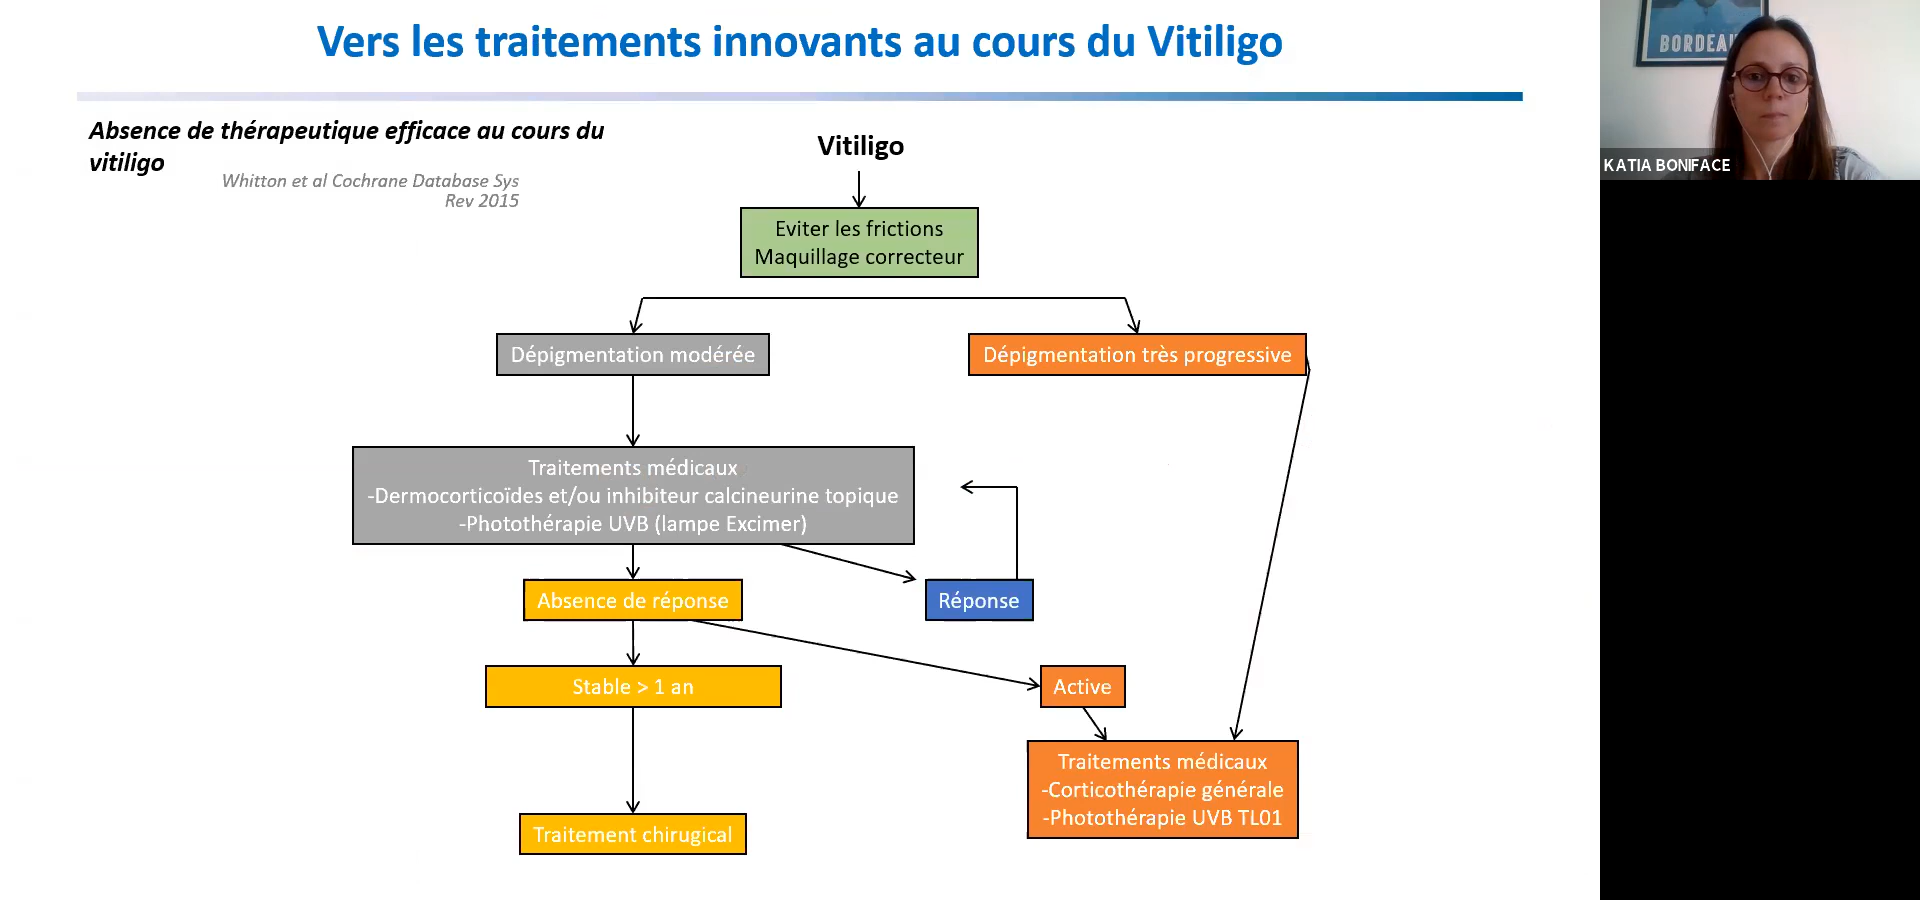 Vers les traitements innovants au cours du Vitiligo
Absence de thérapeutique efficace au cours du
vitiligo
Whitton et al Cochrane Database Sys
Rev 2015
Vitiligo
Eviter les frictions
Maquillage correcteur
Dépigmentation modérée
Dépigmentation très progressive
Traitements médicaux
-Dermocorticoïdes et/ou inhibiteur calcineurine topique
-Photothérapie UVB (lampe Excimer)
Absence de réponse
Réponse
Stable > 1 an
Active
Traitements médicaux
-Corticothérapie générale
-Photothérapie UVB TL01
Traitement chirugical
KATIA BONIFACE